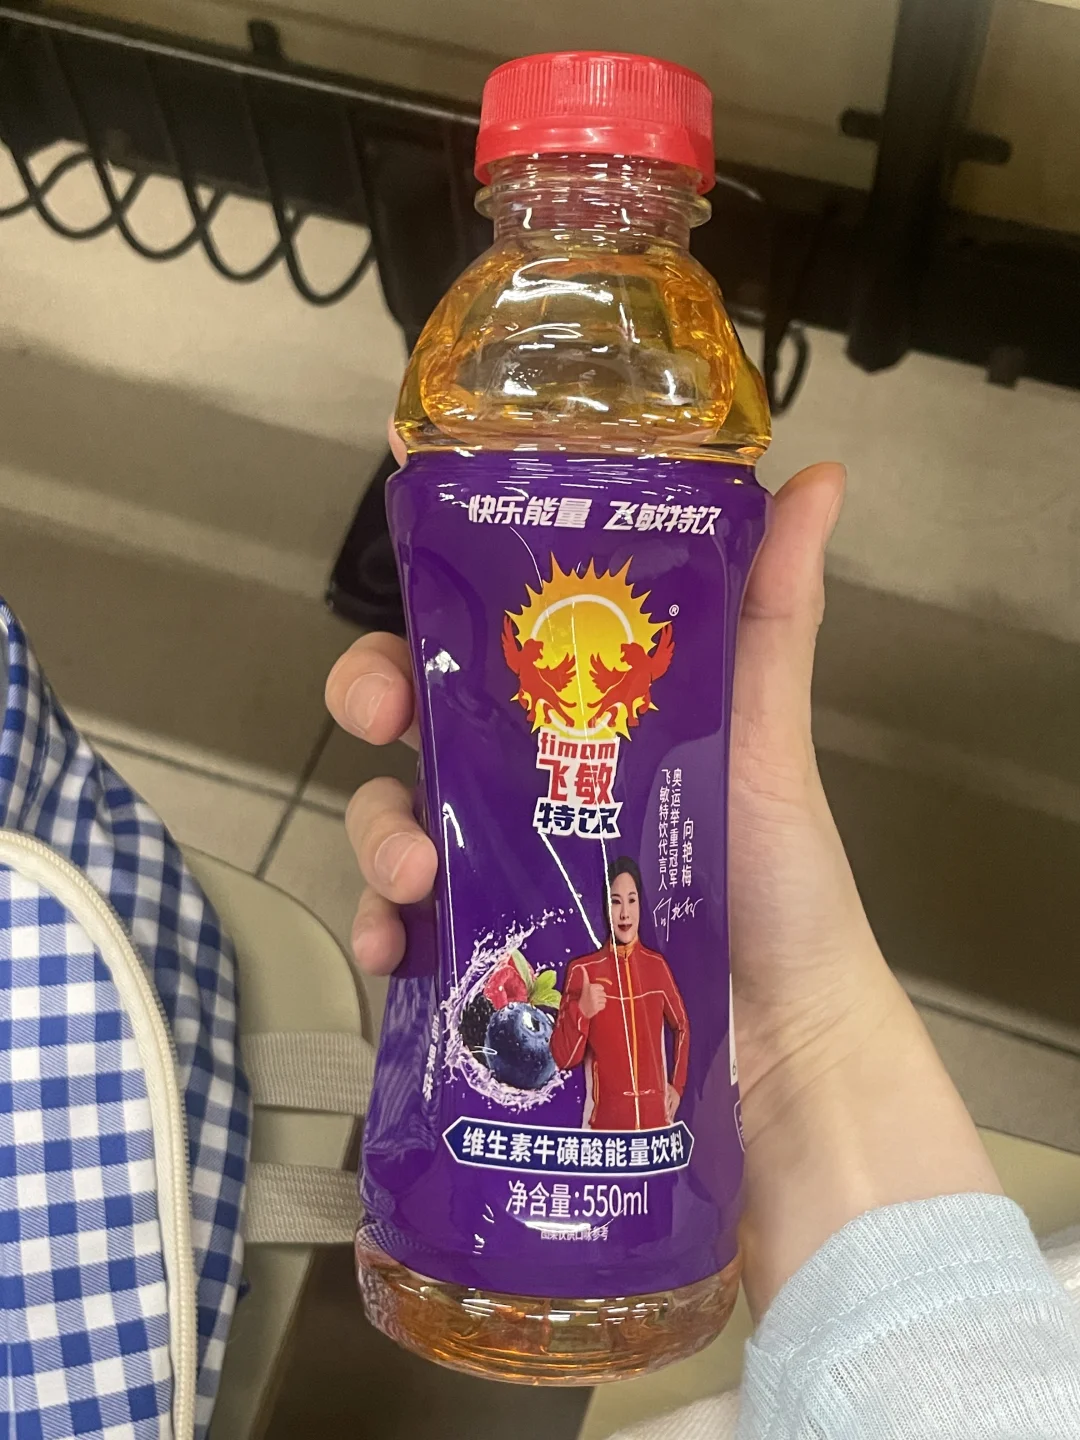 快乐能量 飞敏特饮
®
fimam
飞敏
特饮
向艳梅
奥运举重冠军
飞敏特饮代言人
维生素牛磺酸能量饮料
净含量:550ml